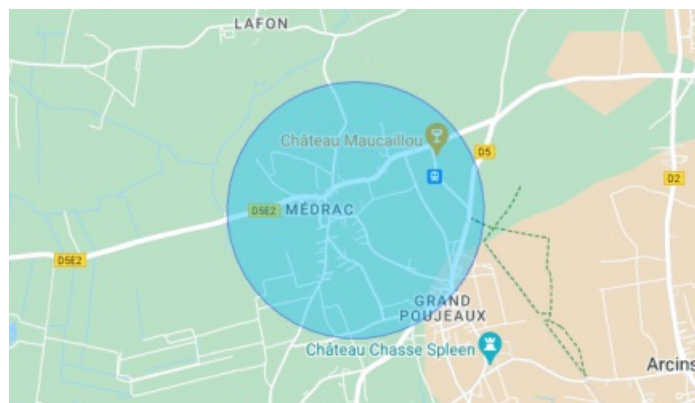 LAFON
Château Maucaillou
D5
D2
D5E2
MÉDRAC
D5E2
GRAND
POUJEAUX
Château Chasse Spleen
Arcins